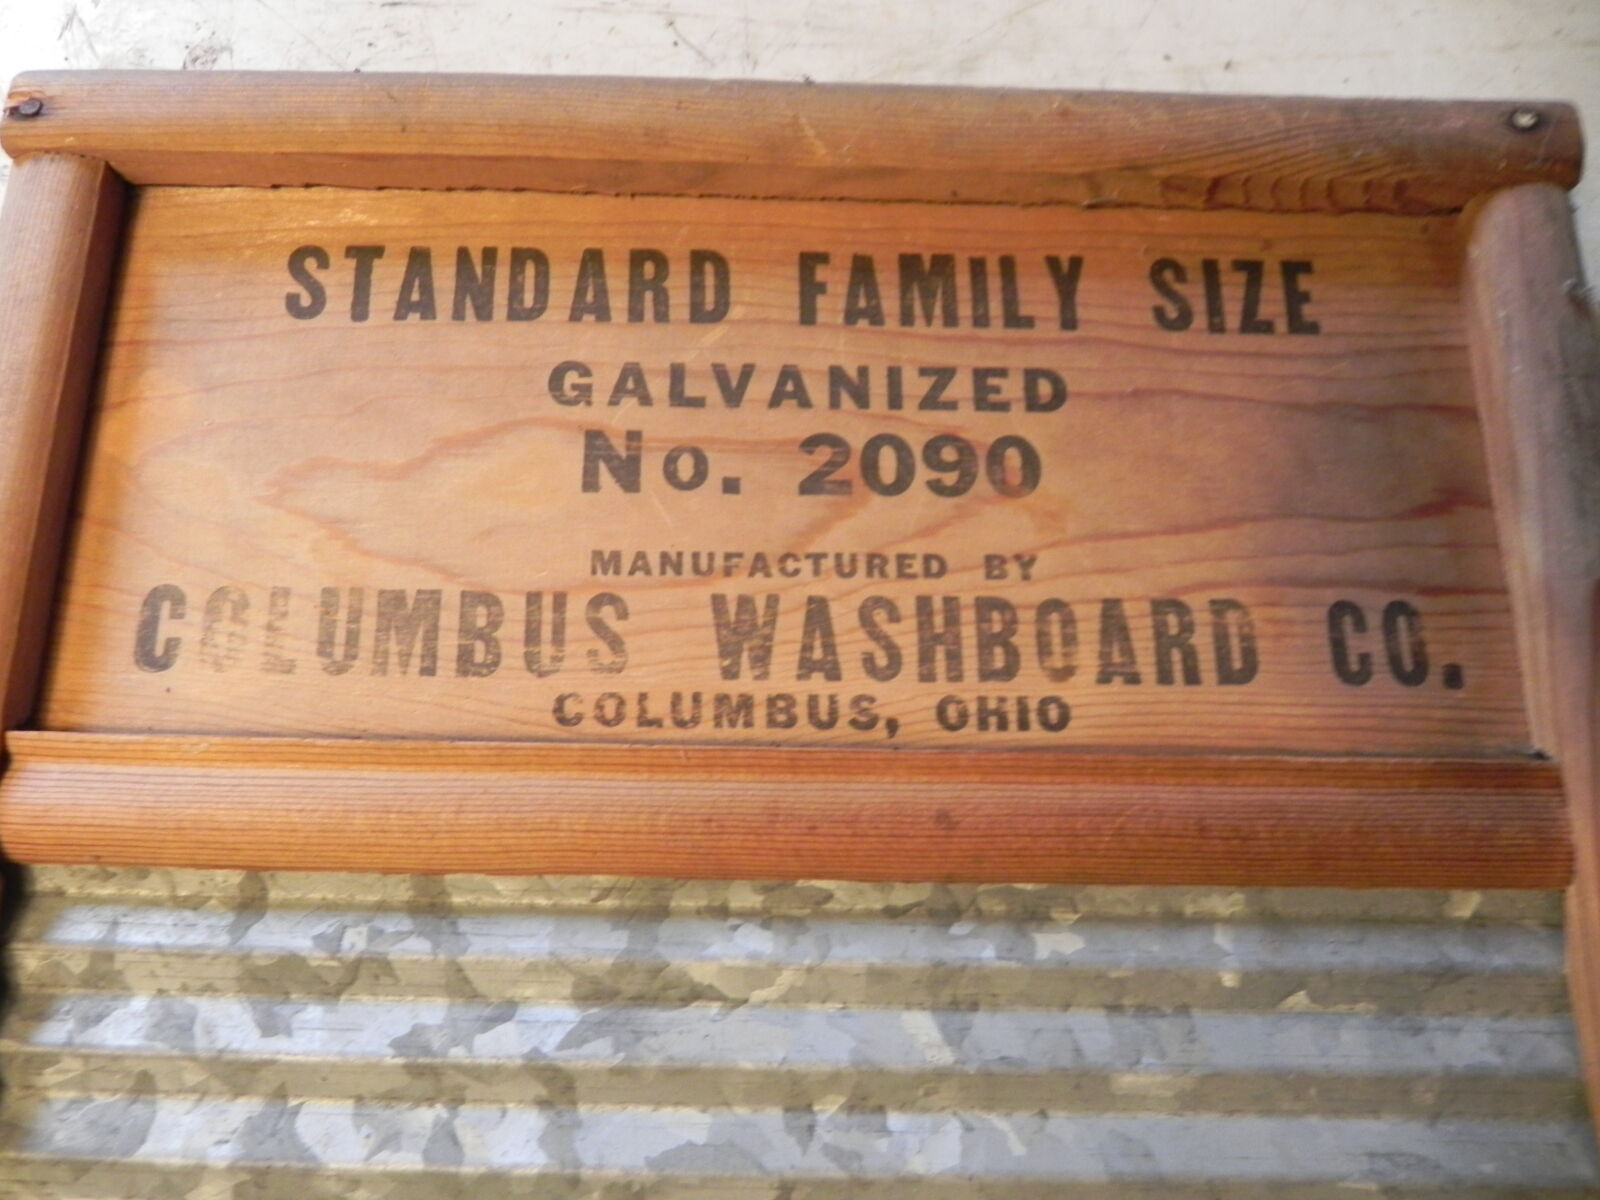 STANDARD FAMILY SIZE
GALVANIZED
No. 2090
MANUFACTURED BY
COLUMBUS WASHBOARD CO.
COLUMBUS, OHIO